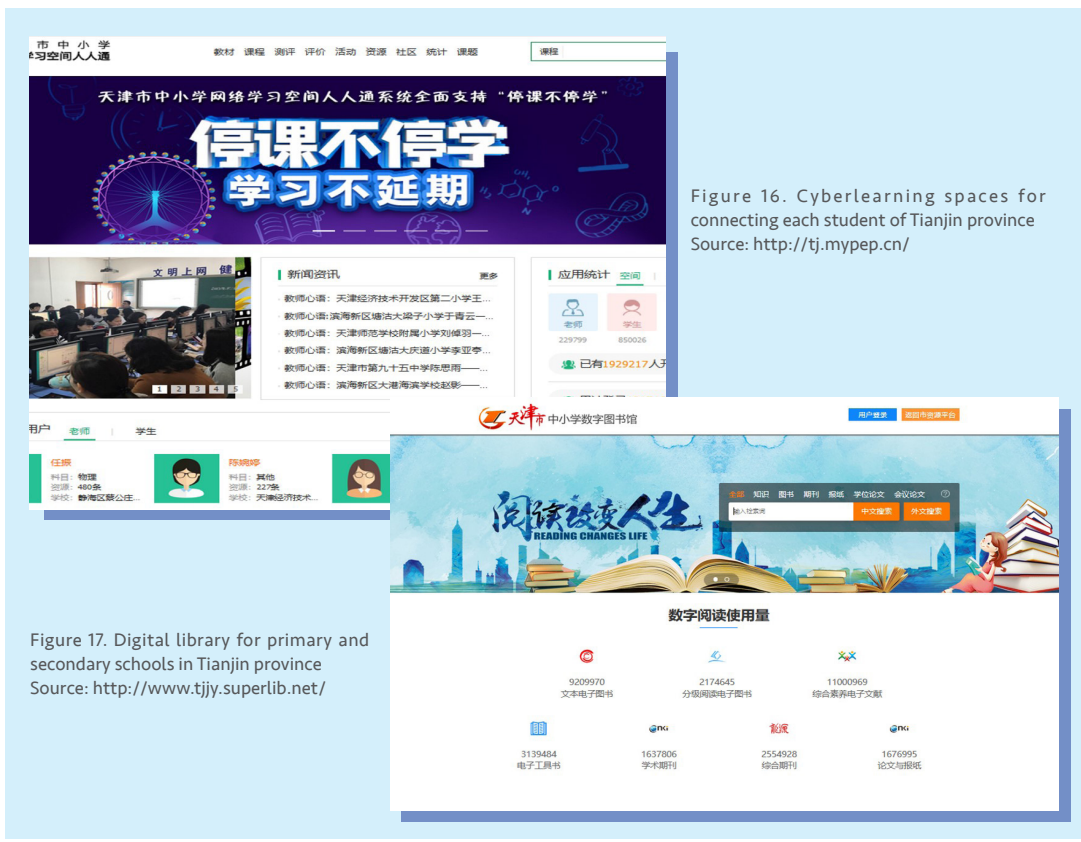 市中小学
学习空间人人通
教材 课程 测评 评价 活动 资源 社区 统计 课题
课程
天津市中小学网络学习空间人人通系统全面支持“停课不停学”
停课不停学
学习不延期
文明上网 健
1 2 3 4 5
新闻资讯 更多
教师心语：天津经济技术开发区第二小学王...
教师心语:滨海新区塘沽大梁子小学于青云—...
教师心语：天津师范学校附属小学刘倬羽—...
教师心语：滨海新区塘沽大庆道小学李亚亭...
教师心语：天津市第九十五中学陈思雨——...
教师心语：滨海新区大港海滨学校赵影——...
应用统计 空间
老师 学生
229799 850026
已有1929217人开
用户 老师 学生
任振
科目：物理
资源：480条
学校：静海区蔡公庄...
陈婉婷
科目：其他
资源：227条
学校：天津经济技术...
Figure 16. Cyberlearning spaces for
connecting each student of Tianjin province
Source: http://tj.mypep.cn/
天津市中小学数字图书馆
用户登录 返回市资源平台
阅读改变人生
READING CHANGES LIFE
全部 知识 图书 期刊 报纸 学位论文 会议论文
输入检索词 中文搜索 外文搜索
数字阅读使用量
9209970 2174645 11000969
文本电子图书 分级阅读电子图书 综合素养电子文献
龙源
3139484 1637806 2554928 1676995
电子工具书 学术期刊 综合期刊 论文与报纸
Figure 17. Digital library for primary and
secondary schools in Tianjin province
Source: http://www.tjjy.superlib.net/